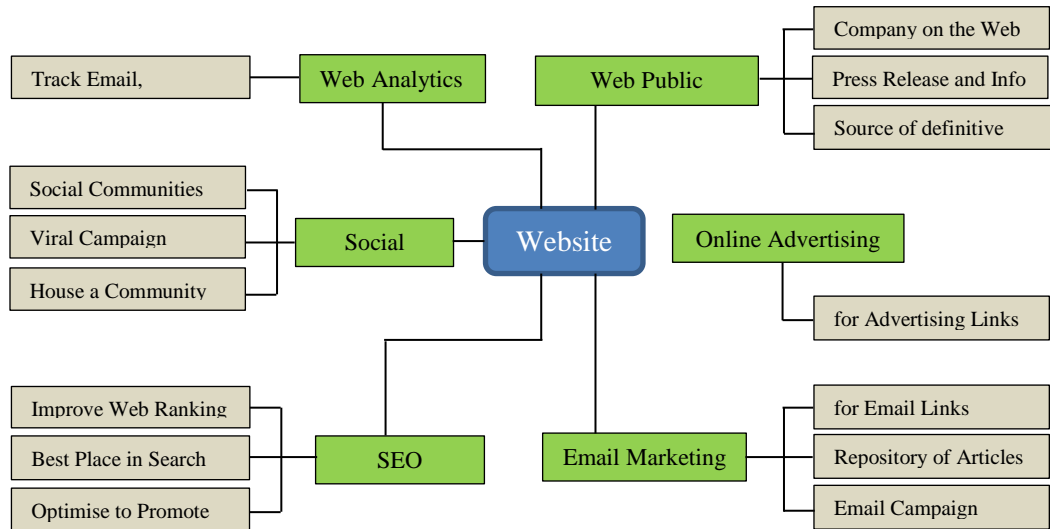 Company on the Web
Track Email,
Web Analytics
Web Public
Press Release and Info
Source of definitive
Social Communities
Viral Campaign
Social
Website
Online Advertising
House a Community
for Advertising Links
Improve Web Ranking
for Email Links
Best Place in Search
SEO
Email Marketing
Repository of Articles
Optimise to Promote
Email Campaign